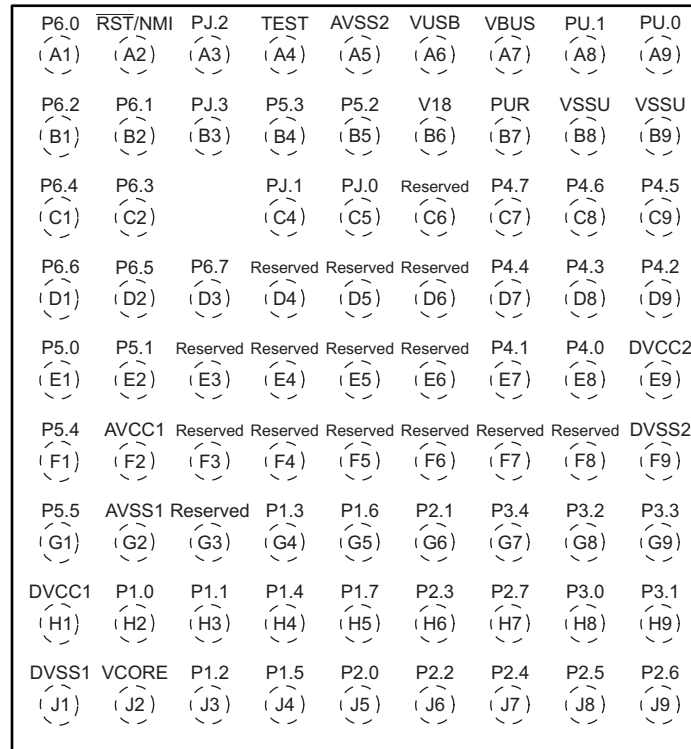 P6.0 RST/NMI PJ.2 TEST AVSS2 VUSB VBUS PU.1 PU.0
A1 A2 A3 A4 A5 A6 A7 A8 A9
P6.2 P6.1 PJ.3 P5.3 P5.2 V18 PUR VSSU VSSU
B1 B2 B3 B4 B5 B6 B7 B8 B9
P6.4 P6.3 PJ.1 PJ.0 Reserved P4.7 P4.6 P4.5
C1 C2 C4 C5 C6 C7 C8 C9
P6.6 P6.5 P6.7 Reserved Reserved Reserved P4.4 P4.3 P4.2
D1 D2 D3 D4 D5 D6 D7 D8 D9
P5.0 P5.1 Reserved Reserved Reserved Reserved P4.1 P4.0 DVCC2
E1 E2 E3 E4 E5 E6 E7 E8 E9
P5.4 AVCC1 Reserved Reserved Reserved Reserved Reserved Reserved DVSS2
F1 F2 F3 F4 F5 F6 F7 F8 F9
P5.5 AVSS1 Reserved P1.3 P1.6 P2.1 P3.4 P3.2 P3.3
G1 G2 G3 G4 G5 G6 G7 G8 G9
DVCC1 P1.0 P1.1 P1.4 P1.7 P2.3 P2.7 P3.0 P3.1
H1 H2 H3 H4 H5 H6 H7 H8 H9
DVSS1 VCORE P1.2 P1.5 P2.0 P2.2 P2.4 P2.5 P2.6
J1 J2 J3 J4 J5 J6 J7 J8 J9